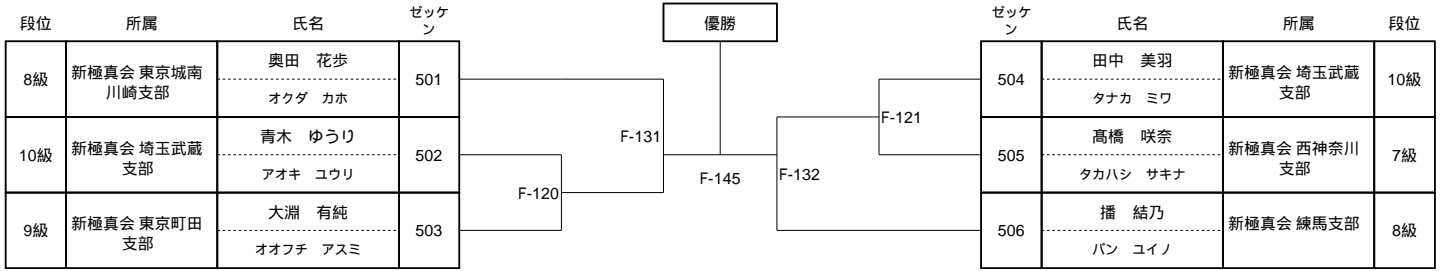 段位
所属
氏名
ゼッケ
ン
優勝
ゼッケ
ン
氏名
所属
段位
8級
新極真会 東京城南
川崎支部
奥田　花歩
オクダ　カホ
501
10級
新極真会 埼玉武蔵
支部
青木　ゆうり
アオキ　ユウリ
502
9級
新極真会 東京町田
支部
大淵　有純
オオフチ　アスミ
503
F-131
F-120
F-145
F-132
F-121
504
田中　美羽
タナカ　ミワ
新極真会 埼玉武蔵
支部
10級
505
髙橋　咲奈
タカハシ　サキナ
新極真会 西神奈川
支部
7級
506
播　結乃
バン　ユイノ
新極真会 練馬支部
8級